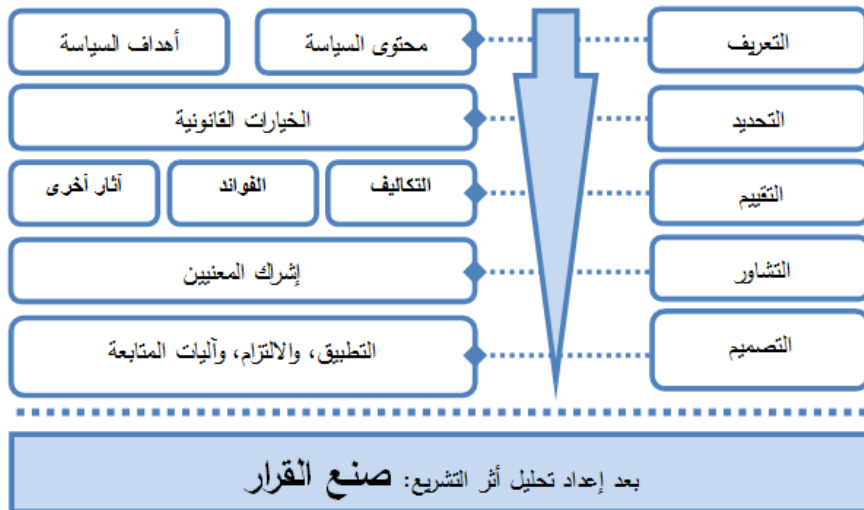 التعريف
محتوى السياسة
أهداف السياسة
التحديد
الخيارات القانونية
التقييم
التكاليف
الفوائد
آثار أخرى
التشاور
إشرك المعنيين
التصميم
التطبيق، والالتزام، وآليات المتابعة
بعد إعداد تحليل أثر التشريع: صنع القرار